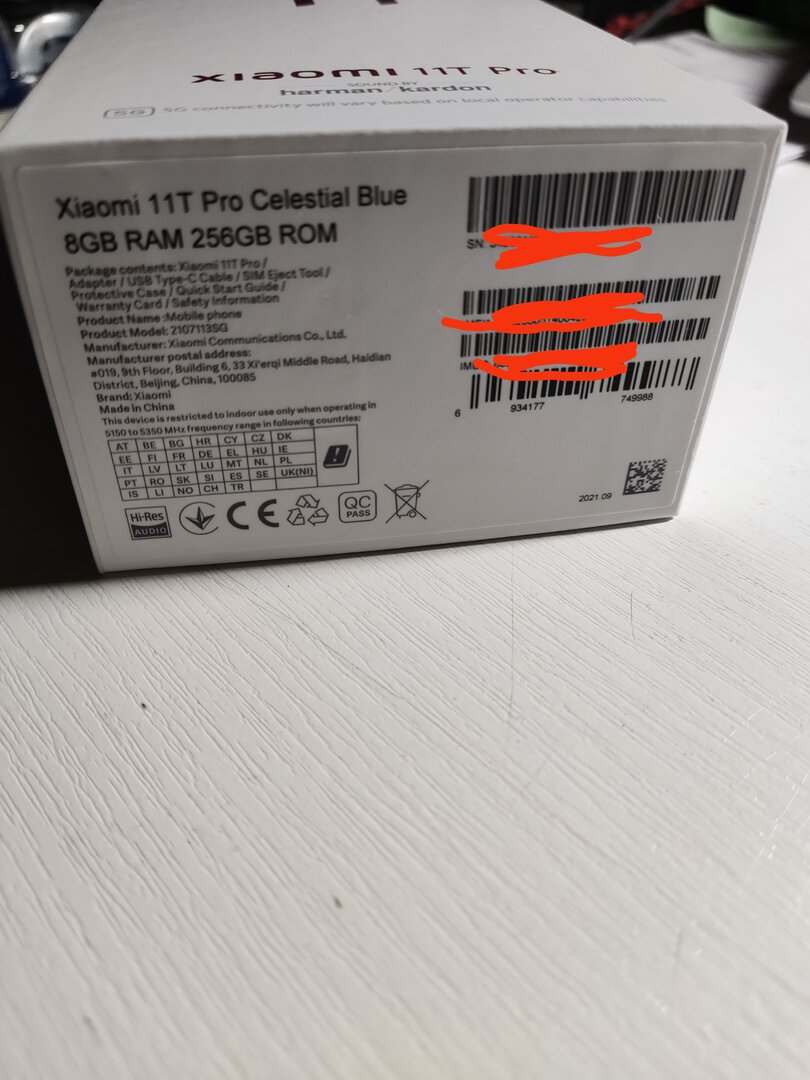 xiaomi 11T Pro
SOUND BY
harman/kardon
5G 5G connectivity will vary based on local operator capabilities
Xiaomi 11T Pro Celestial Blue
8GB RAM 256GB ROM
Package contents: Xiaomi 11T Pro /
Adapter / USB Type-C Cable / SIM Eject Tool /
Protective Case / Quick Start Guide /
Warranty Card / Safety Information
Product Name :Mobile phone
Product Model: 2107113SG
Manufacturer: Xiaomi Communications Co., Ltd.
Manufacturer postal address:
#019, 9th Floor, Building 6, 33 Xi'erqi Middle Road, Haidian
District, Beijing, China, 100085
Brand: Xiaomi
Made in China
This device is restricted to indoor use only when operating in
5150 to 5350 MHz frequency range in following countries:
AT BE BG HR CY CZ DK
EE FI FR DE EL HU IE
IT LV LT LU MT NL PL
PT RO SK SI ES SE UK(NI)
IS LI NO CH TR
Hi-Res
AUDIO
CE
QC
PASS
SN
6 934177 749988
2021.09